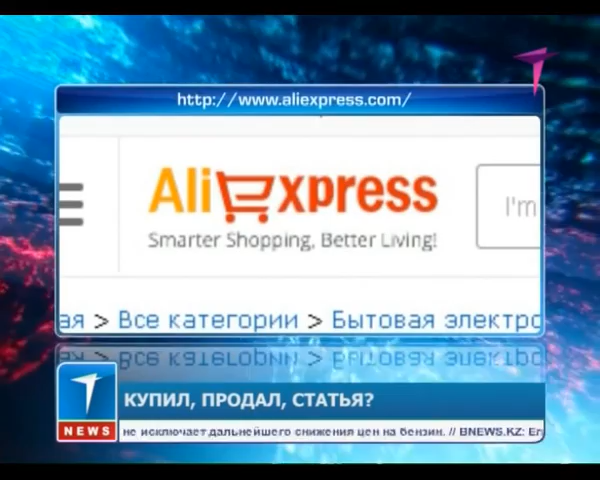 http://www.aliexpress.com/
AliExpress
Smarter Shopping, Better Living!
I'm
ая > Все категории > Бытовая электро
КУПИЛ, ПРОДАЛ, СТАТЬЯ?
NEWS
не исключает дальнейшего снижения цен на бензин. // BNEWS.KZ: